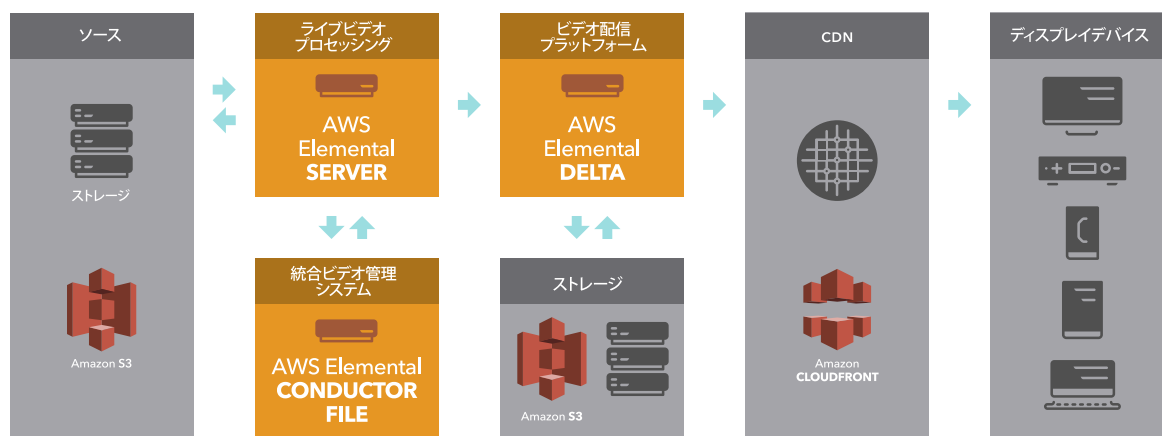 ソース
ストレージ
Amazon S3
ライブビデオ
プロセッシング
AWS
Elemental
SERVER
統合ビデオ管理
システム
AWS Elemental
CONDUCTOR
FILE
ビデオ配信
プラットフォーム
AWS
Elemental
DELTA
ストレージ
Amazon S3
CDN
Amazon
CLOUDFRONT
ディスプレイデバイス